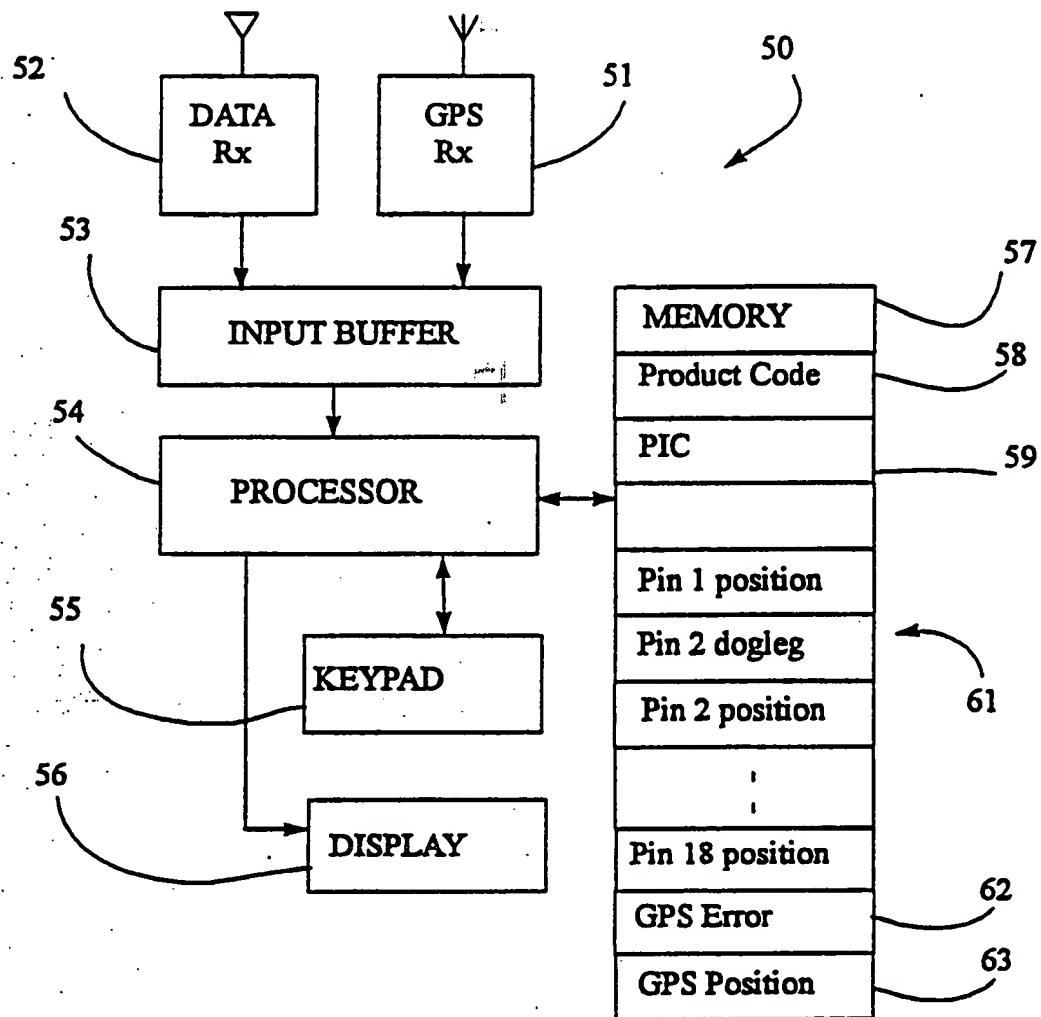 50
52
DATA
Rx
51
GPS
Rx
53
INPUT BUFFER
54
PROCESSOR
55
KEYPAD
56
DISPLAY
57
MEMORY
58
Product Code
59
PIC
Pin 1 position
Pin 2 dogleg
61
Pin 2 position
Pin 18 position
62
GPS Error
63
GPS Position